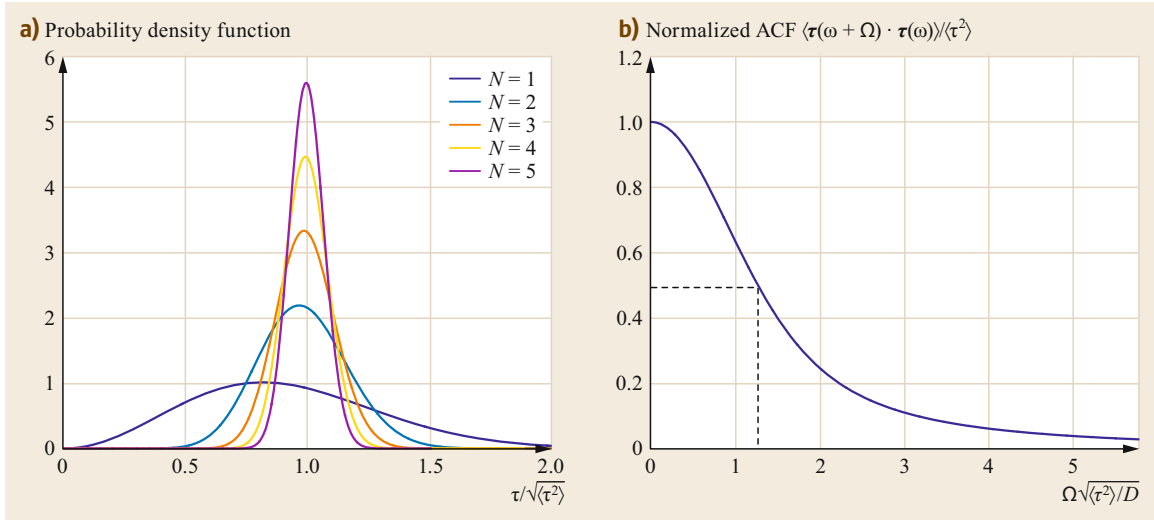 a) Probability density function
6
5
4
3
2
1
0
0 0.5 1.0 1.5 2.0
τ/√⟨τ²⟩
N = 1
N = 2
N = 3
N = 4
N = 5
b) Normalized ACF ⟨τ(ω + Ω) · τ(ω)⟩/⟨τ²⟩
1.2
1.0
0.8
0.6
0.4
0.2
0
0 1 2 3 4 5
Ω√⟨τ²⟩/D